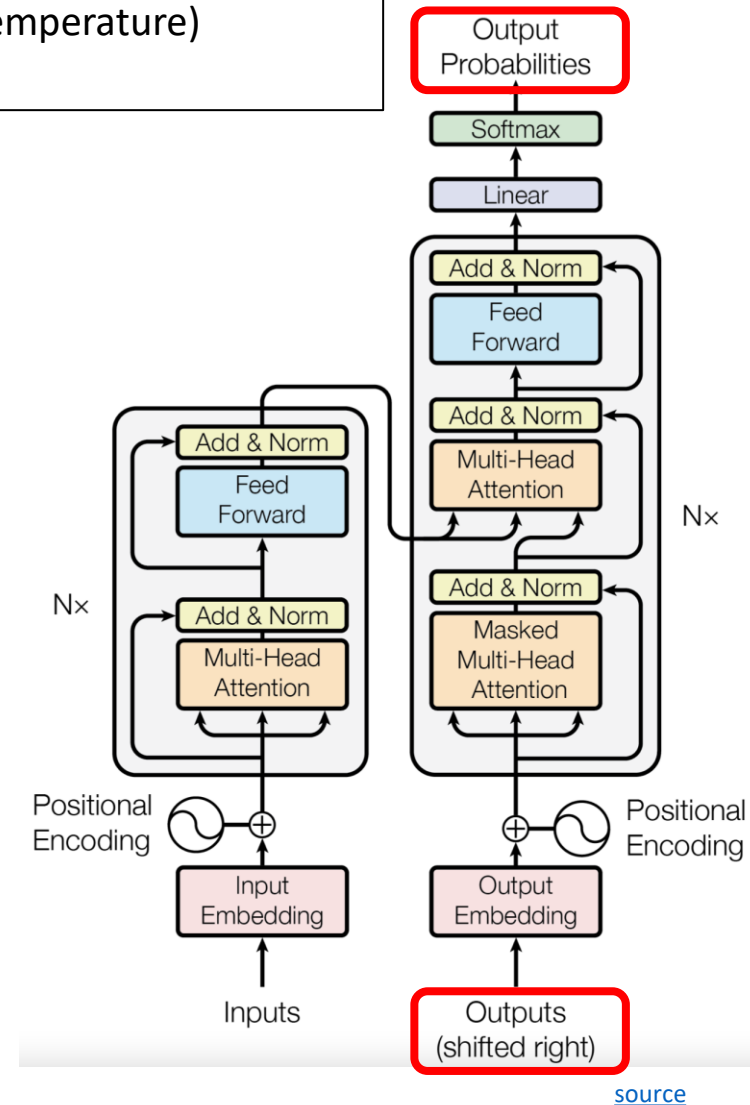 emperature)
Output
Probabilities
Softmax
Linear
Add & Norm
Feed
Forward
Add & Norm
Multi-Head
Attention
Nx
Add & Norm
Masked
Multi-Head
Attention
Add & Norm
Feed
Forward
Nx
Add & Norm
Multi-Head
Attention
Positional
Encoding
Positional
Encoding
Input
Embedding
Output
Embedding
Inputs
Outputs
(shifted right)
source